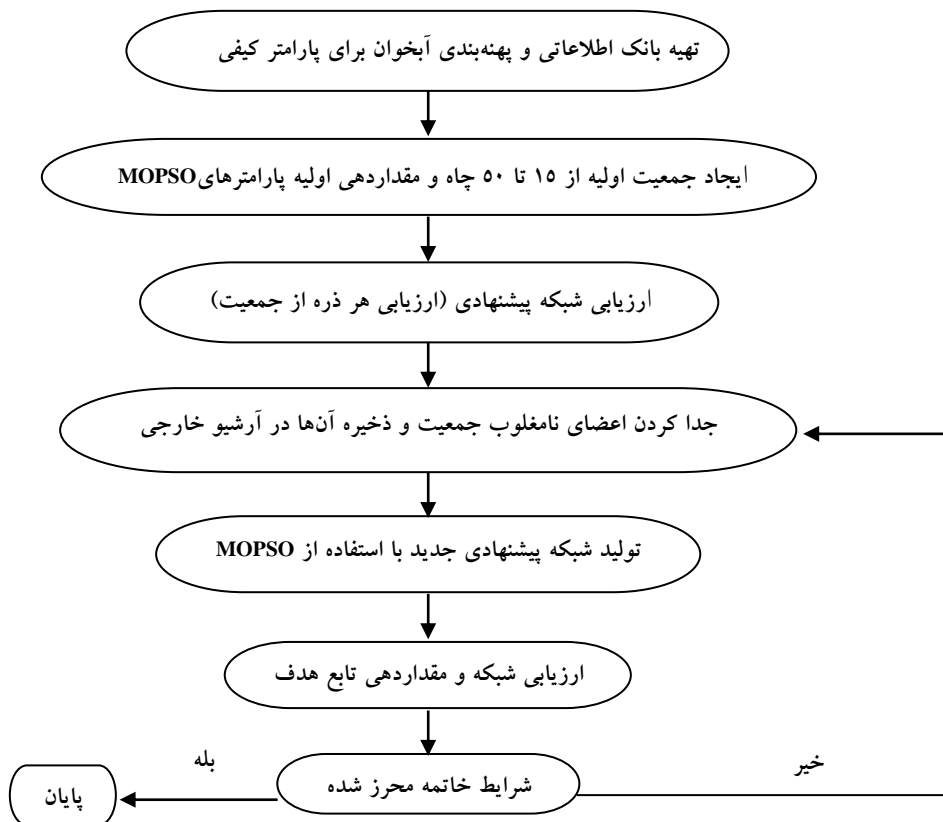 تهیه بانک اطلاعاتی و پهنه‌بندی آبخوان برای پارامتر کیفی
ایجاد جمعیت اولیه از ۱۵ تا ۵۰ چاه و مقداردهی اولیه پارامترهای MOPSO
ارزیابی شبکه پیشنهادی (ارزیابی هر ذره از جمعیت)
جدا کردن اعضای نامغلوب جمعیت و ذخیره آن‌ها در آرشیو خارجی
تولید شبکه پیشنهادی جدید با استفاده از MOPSO
ارزیابی شبکه و مقداردهی تابع هدف
خیر
بله
شرایط خاتمه محرز شده
پایان